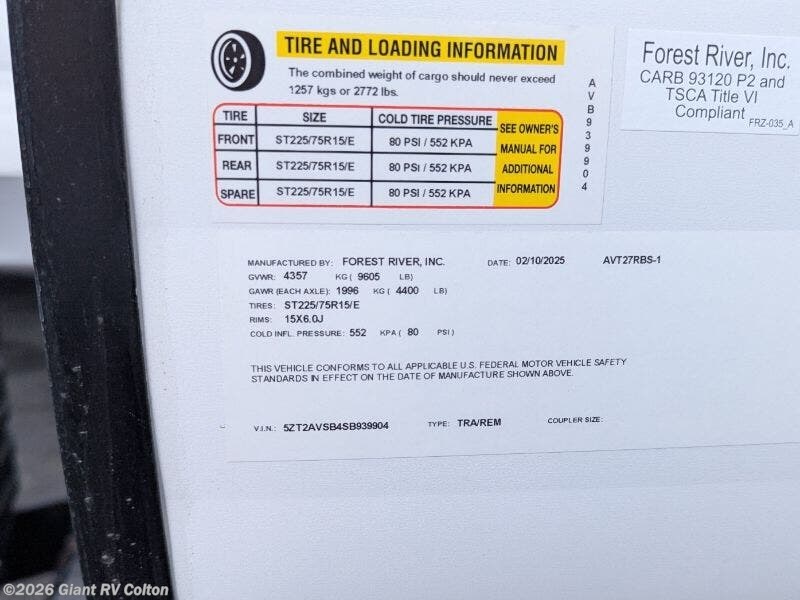 TIRE AND LOADING INFORMATION
The combined weight of cargo should never exceed
1257 kgs or 2772 lbs.
TIRE SIZE COLD TIRE PRESSURE
FRONT ST225/75R15/E 80 PSI / 552 KPA
REAR ST225/75R15/E 80 PSI / 552 KPA
SPARE ST225/75R15/E 80 PSI / 552 KPA
SEE OWNER'S
MANUAL FOR
ADDITIONAL
INFORMATION
AVB939904
Forest River, Inc.
CARB 93120 P2 and
TSCA Title VI
Compliant
FRZ-035_A
MANUFACTURED BY: FOREST RIVER, INC. DATE: 02/10/2025 AVT27RBS-1
GVWR: 4357 KG ( 9605 LB)
GAWR (EACH AXLE): 1996 KG ( 4400 LB)
TIRES: ST225/75R15/E
RIMS: 15X6.0J
COLD INFL. PRESSURE: 552 KPA ( 80 PSI )
THIS VEHICLE CONFORMS TO ALL APPLICABLE U.S. FEDERAL MOTOR VEHICLE SAFETY
STANDARDS IN EFFECT ON THE DATE OF MANUFACTURE SHOWN ABOVE.
V.I.N.: 5ZT2AVSB4SB939904 TYPE: TRA/REM COUPLER SIZE:
©2026 Giant RV Colton